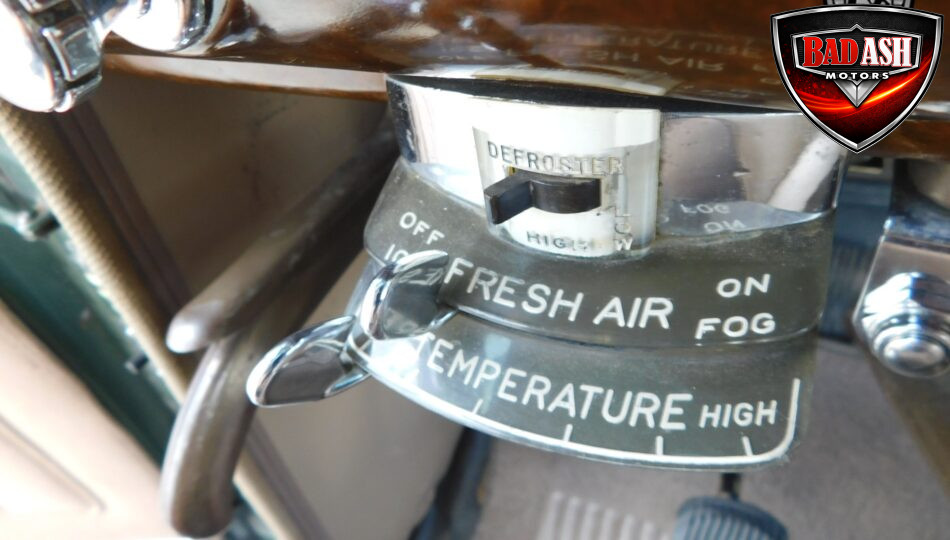 BAD ASH
MOTORS
DEFROSTER
HIGH
OFF
FRESH AIR
ON
FOG
TEMPERATURE
HIGH